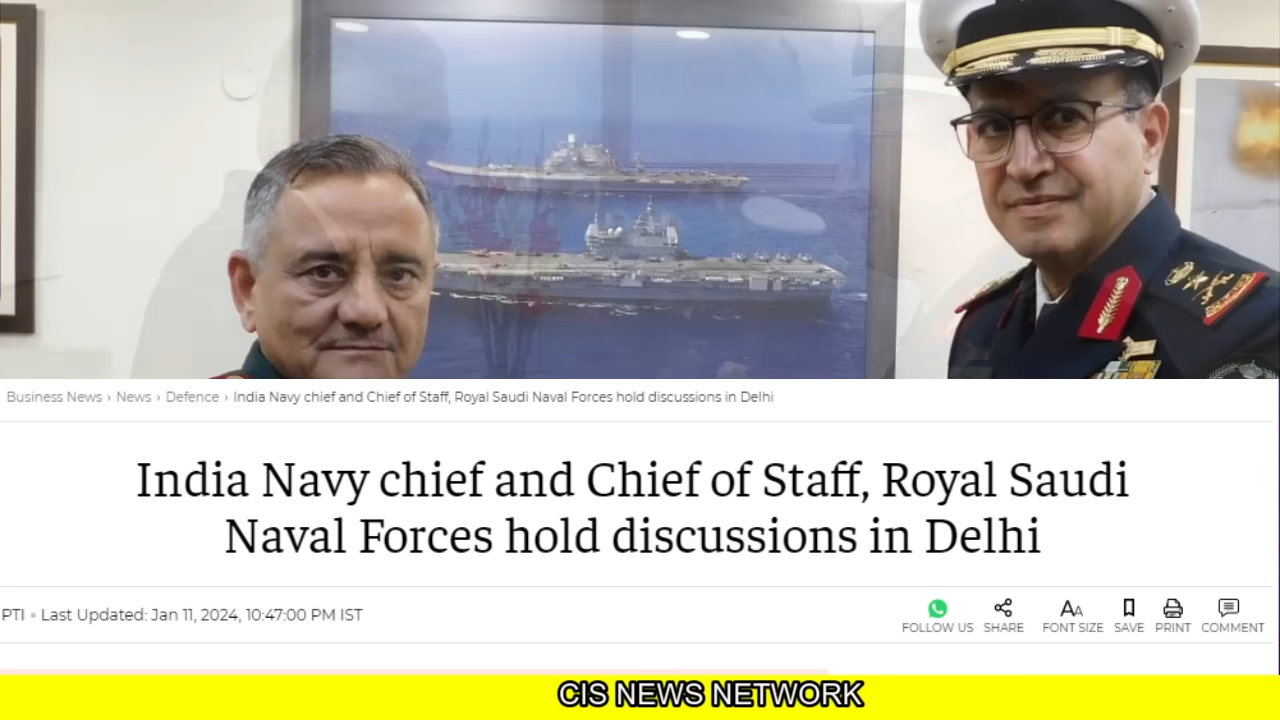 Business News › News › Defence › India Navy chief and Chief of Staff, Royal Saudi Naval Forces hold discussions in Delhi
India Navy chief and Chief of Staff, Royal Saudi
Naval Forces hold discussions in Delhi
PTI • Last Updated: Jan 11, 2024, 10:47:00 PM IST
FOLLOW US SHARE AA FONT SIZE SAVE PRINT COMMENT
CIS NEWS NETWORK